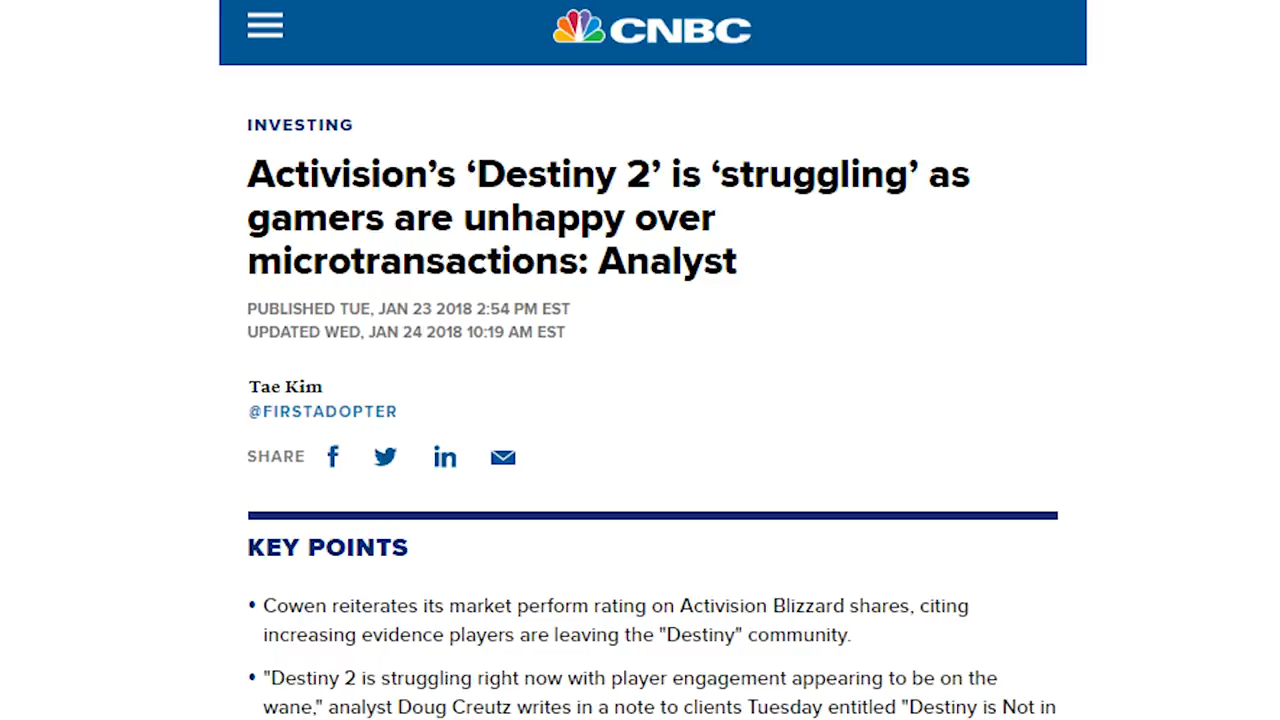 CNBC
INVESTING
Activision’s ‘Destiny 2’ is ‘struggling’ as
gamers are unhappy over
microtransactions: Analyst
PUBLISHED TUE, JAN 23 2018 2:54 PM EST
UPDATED WED, JAN 24 2018 10:19 AM EST
Tae Kim
@FIRSTADOPTER
SHARE
KEY POINTS
• Cowen reiterates its market perform rating on Activision Blizzard shares, citing
increasing evidence players are leaving the "Destiny" community.
• "Destiny 2 is struggling right now with player engagement appearing to be on the
wane," analyst Doug Creutz writes in a note to clients Tuesday entitled "Destiny is Not in